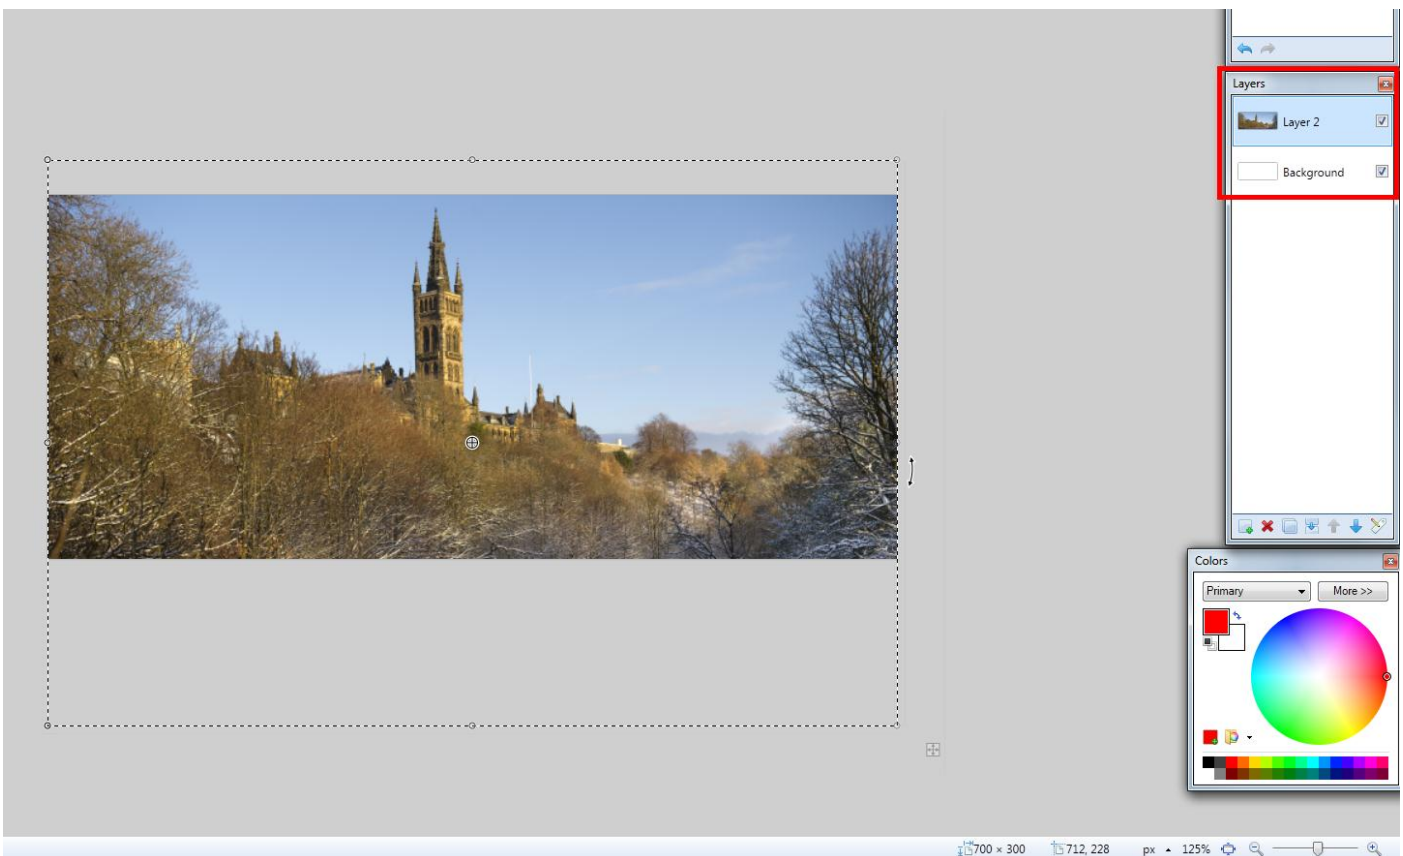 Layers
Layer 2
Background
Colors
Primary
More >>
700 × 300
712, 228
px
125%